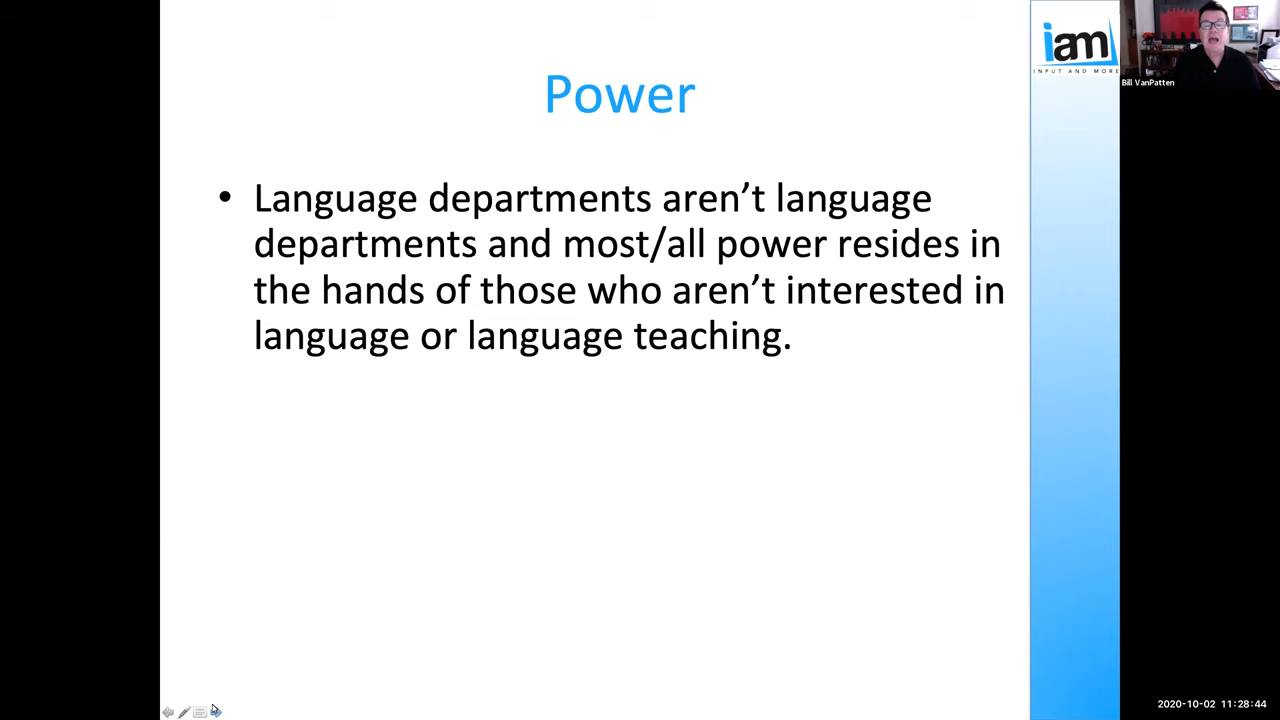 Power
• Language departments aren’t language
departments and most/all power resides in
the hands of those who aren’t interested in
language or language teaching.
iam
INPUT AND MORE
Bill VanPatten
2020-10-02 11:28:44